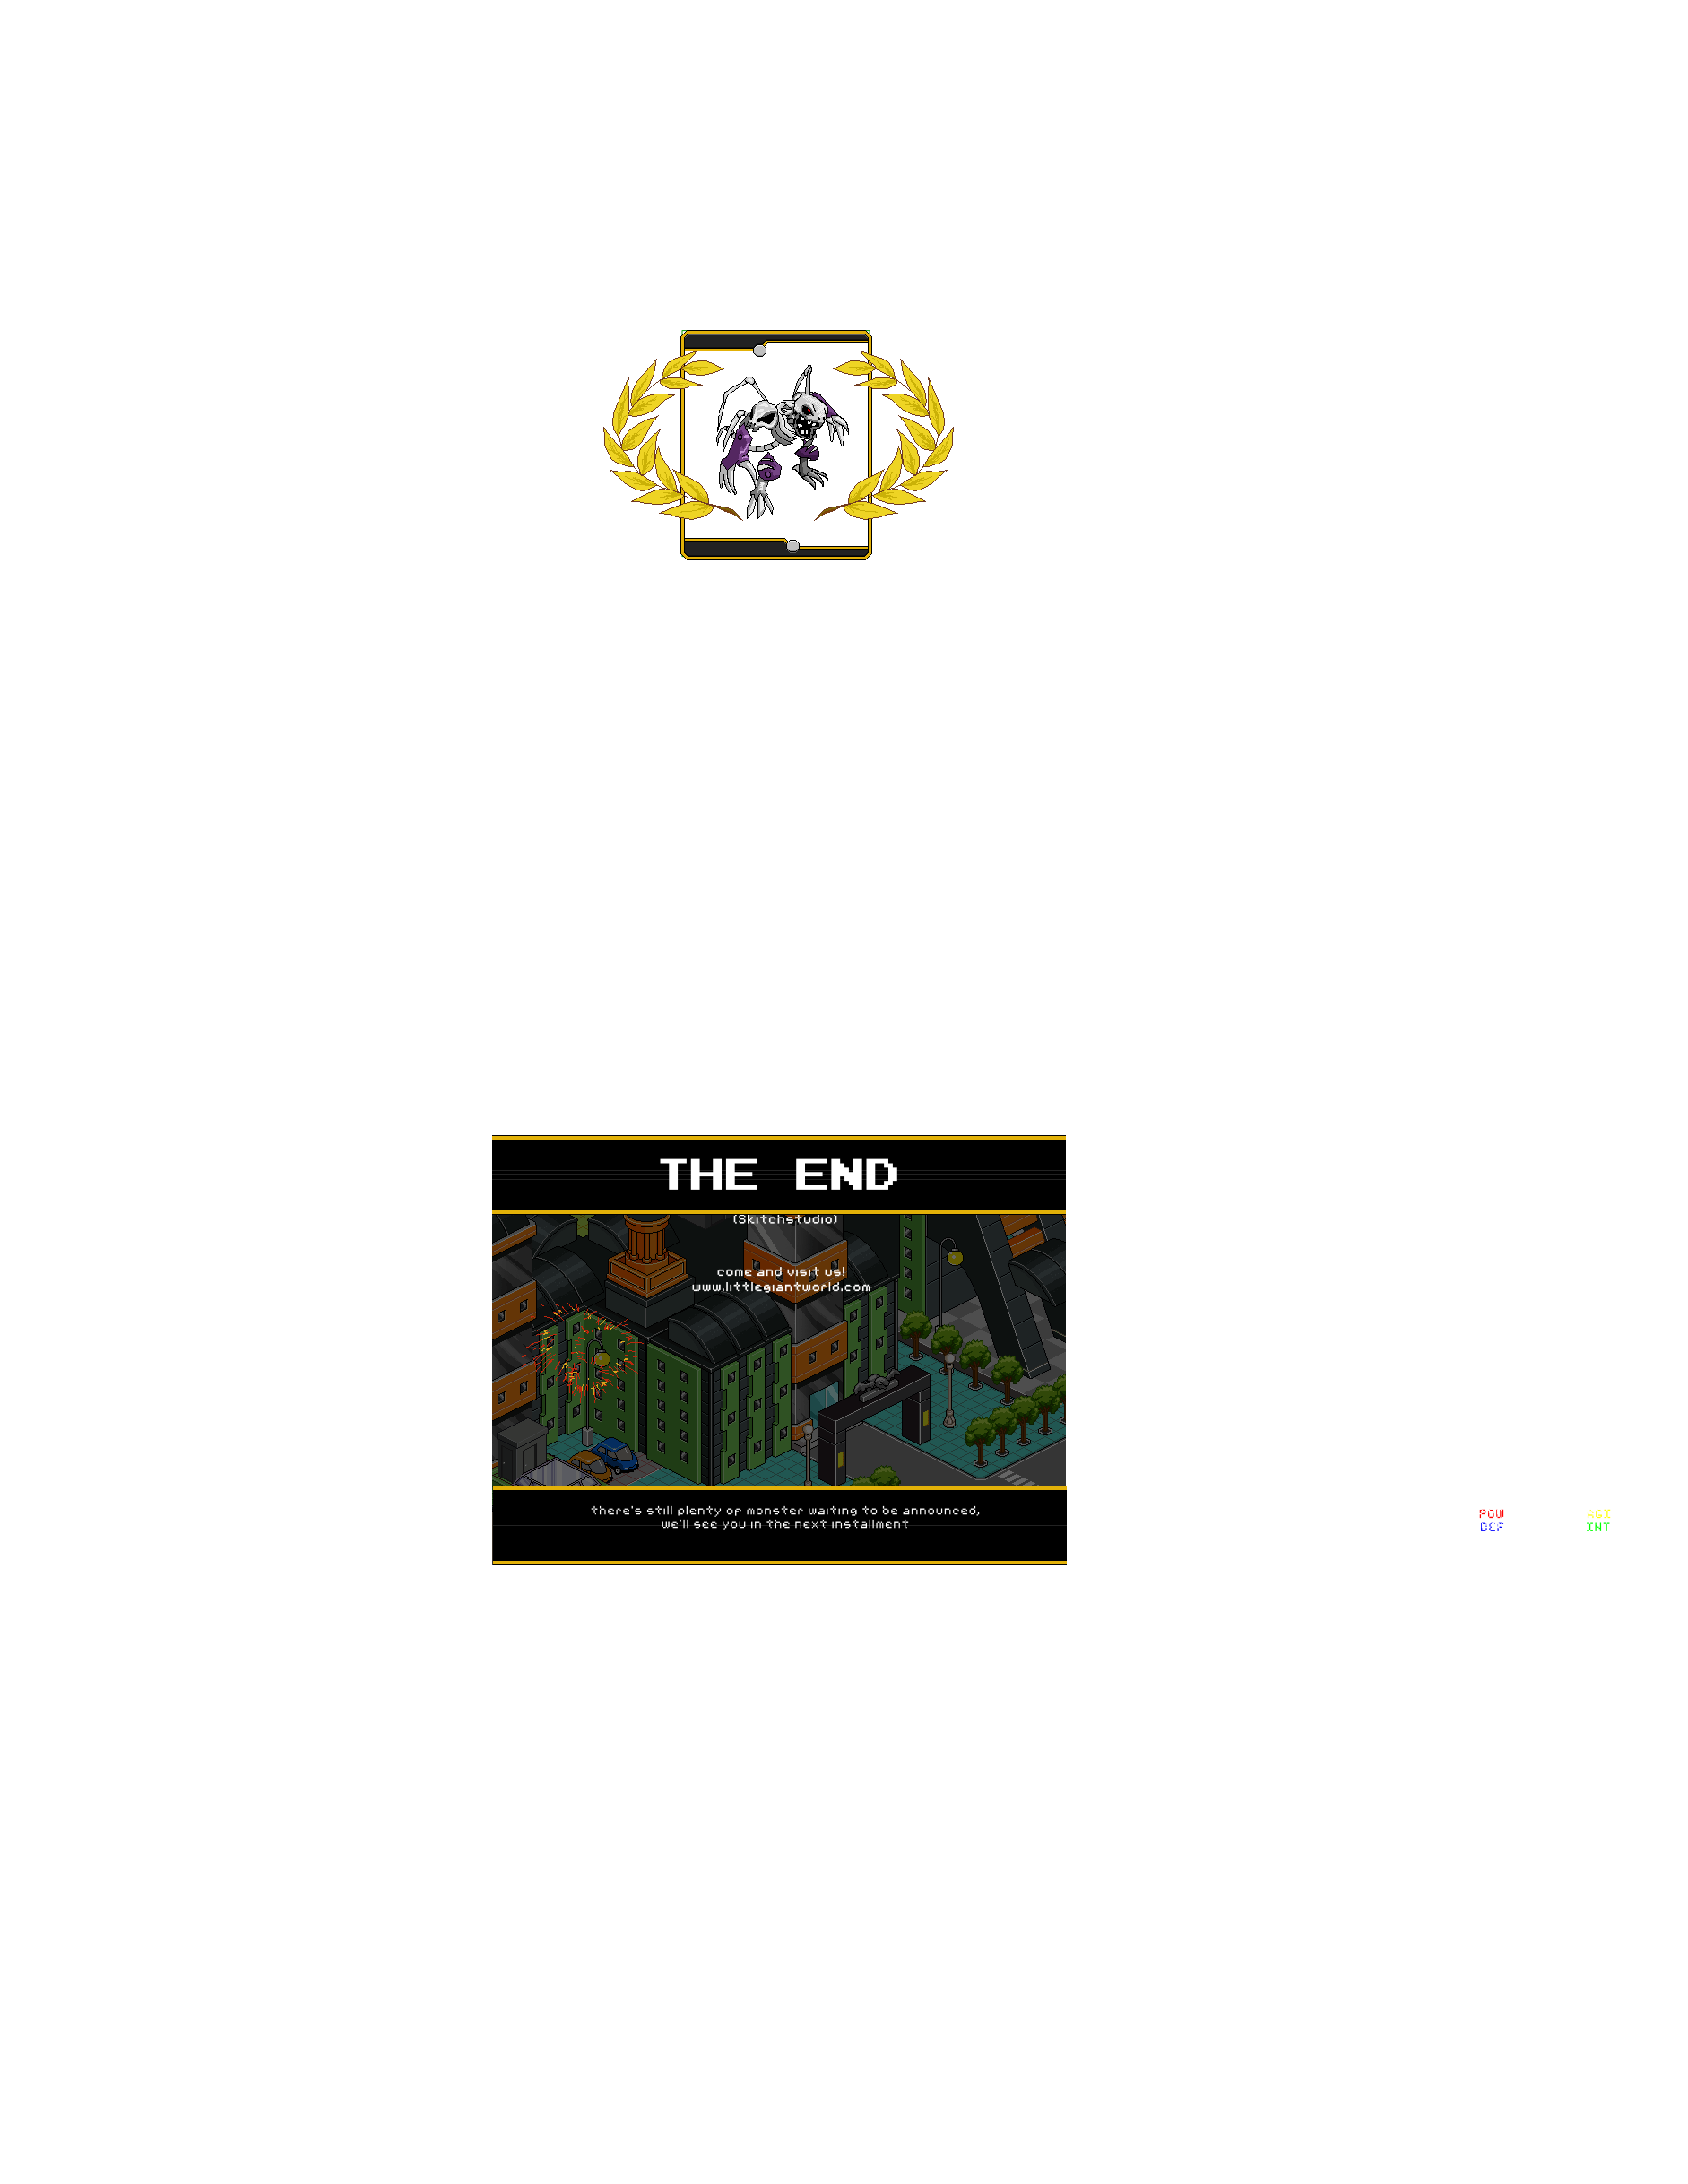 THE END
(Skitchstudio)
come and visit us!
www.littlegiantworld.com
there's still plenty of monster waiting to be announced,
we'll see you in the next installment
POW AGI
DEF INT